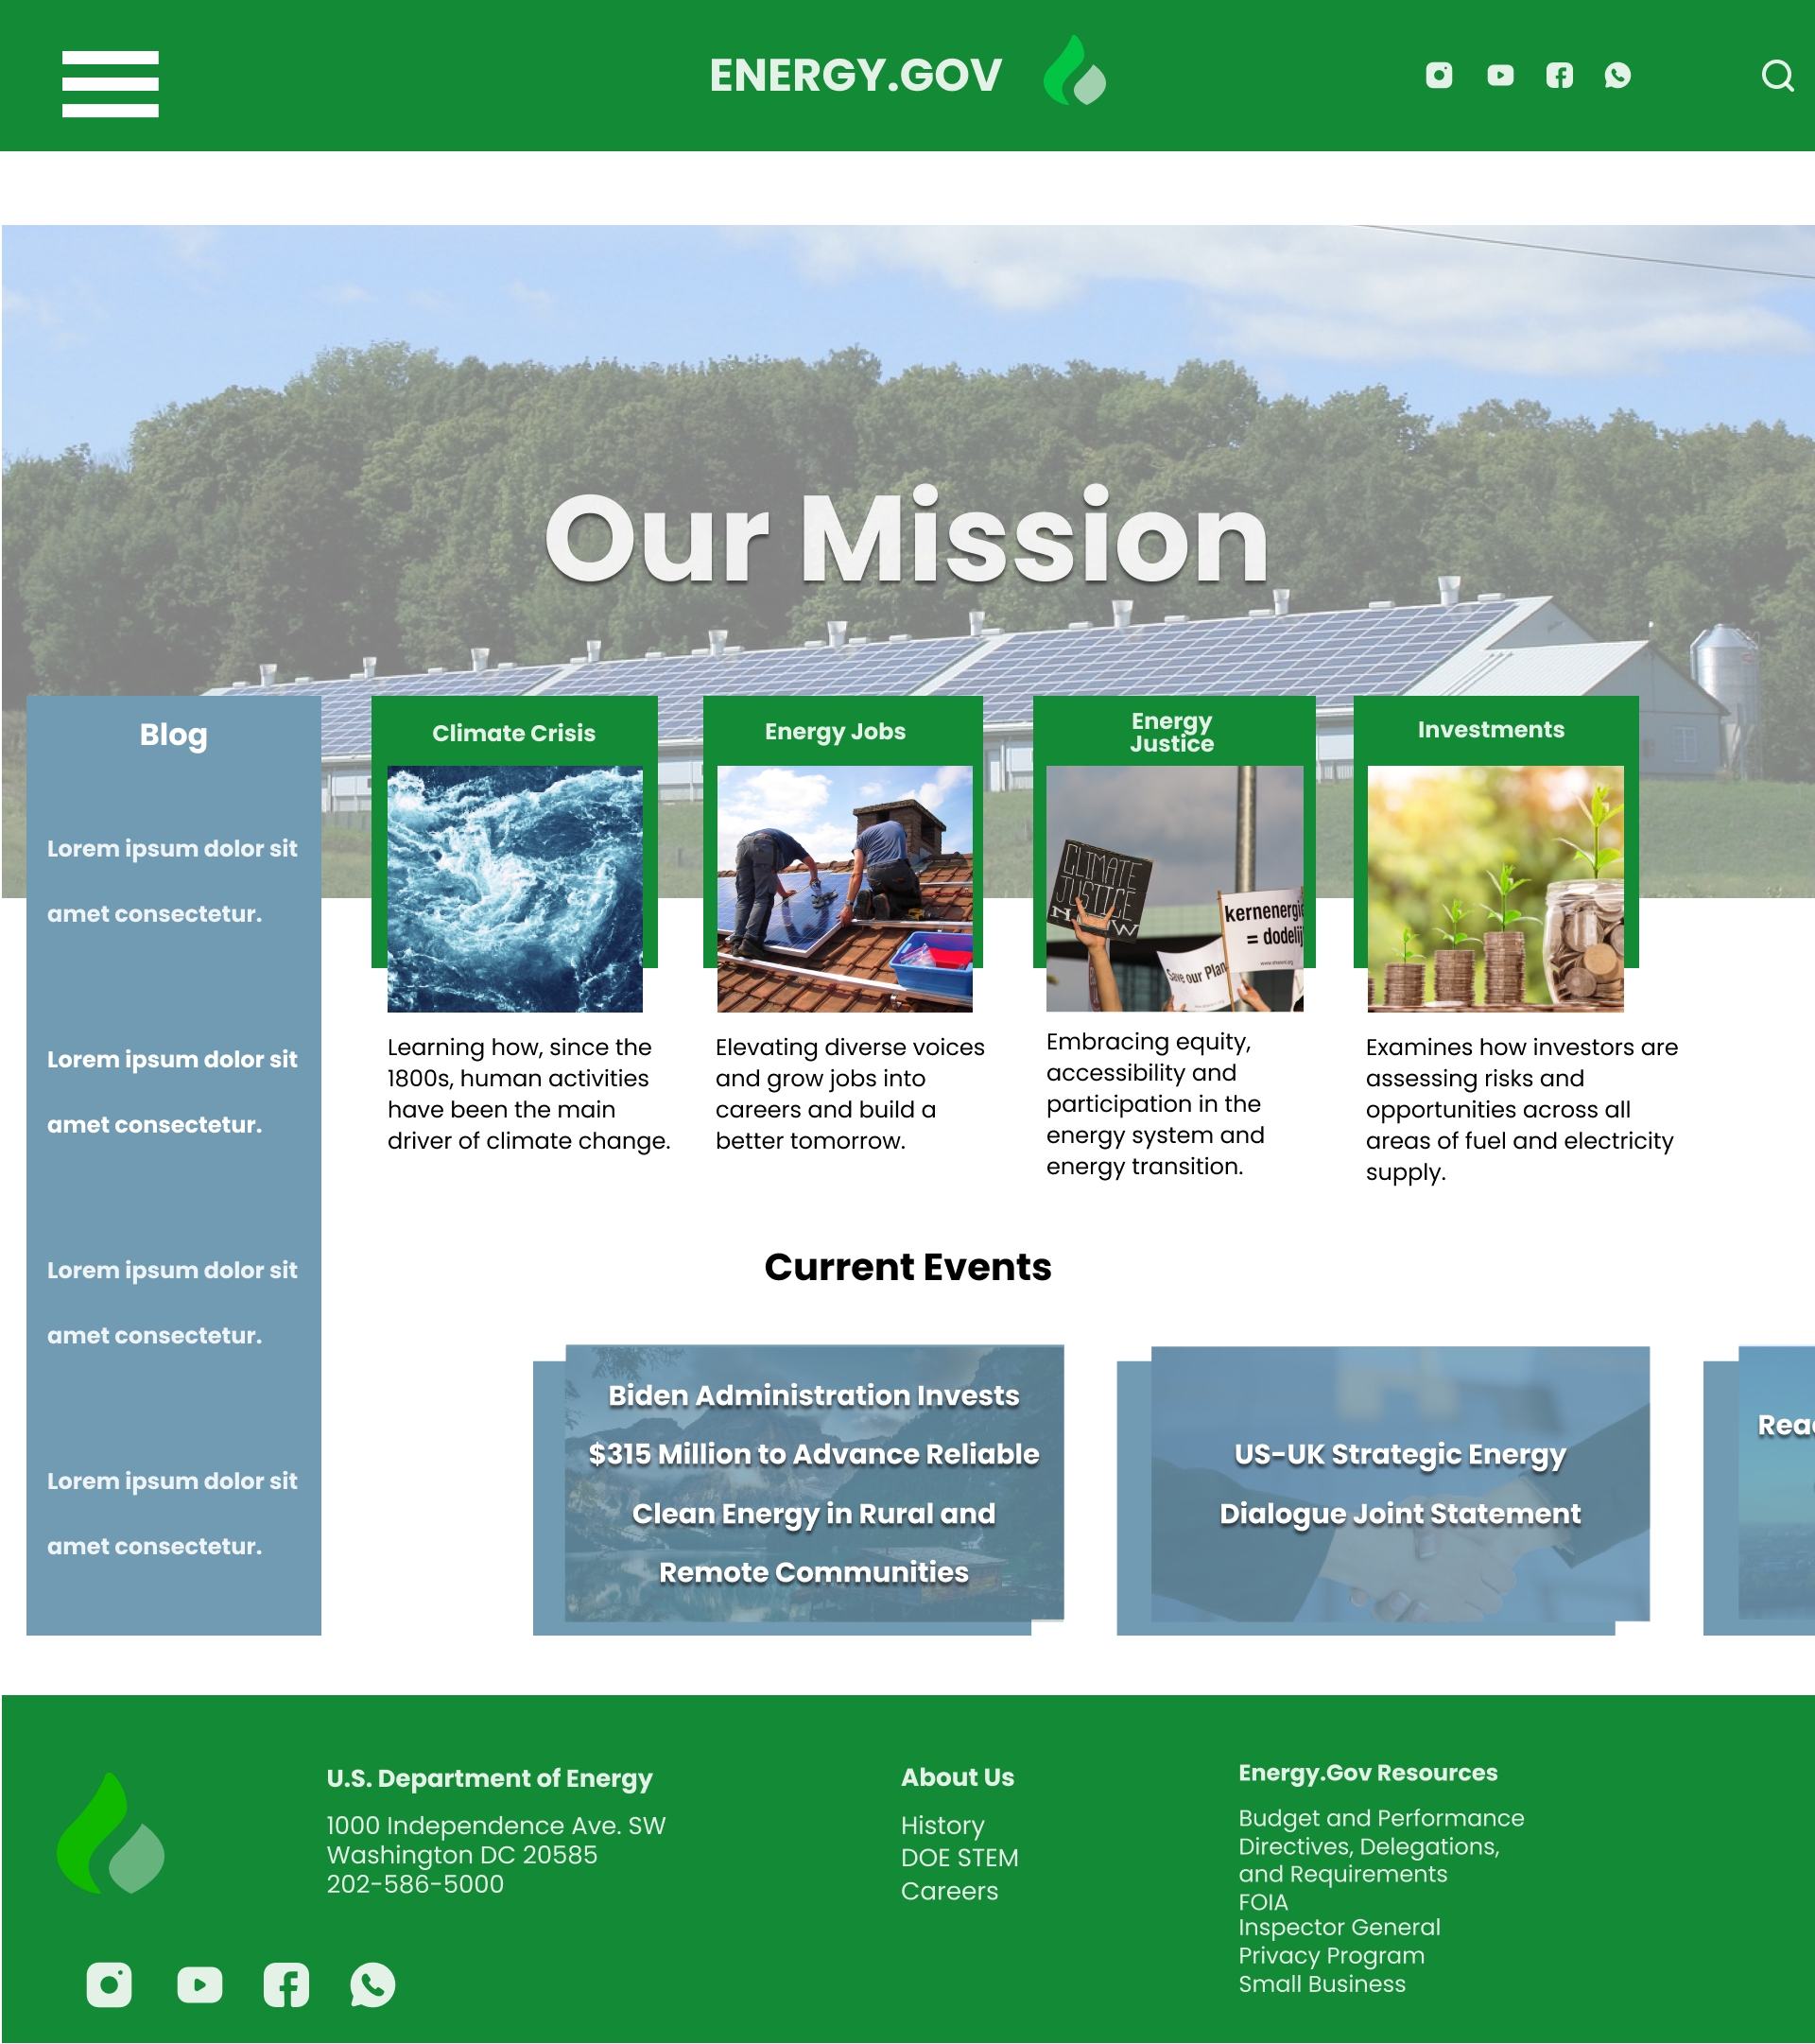 ENERGY.GOV
Our Mission
Blog
Lorem ipsum dolor sit
amet consectetur.
Lorem ipsum dolor sit
amet consectetur.
Lorem ipsum dolor sit
amet consectetur.
Lorem ipsum dolor sit
amet consectetur.
Climate Crisis
Learning how, since the
1800s, human activities
have been the main
driver of climate change.
Energy Jobs
Elevating diverse voices
and grow jobs into
careers and build a
better tomorrow.
Energy
Justice
CLIMATE
JUSTICE
NOW
kernenergie
= dodelij
Save our Plan
Embracing equity,
accessibility and
participation in the
energy system and
energy transition.
Investments
Examines how investors are
assessing risks and
opportunities across all
areas of fuel and electricity
supply.
Current Events
Biden Administration Invests
$315 Million to Advance Reliable
Clean Energy in Rural and
Remote Communities
US-UK Strategic Energy
Dialogue Joint Statement
Rea
U.S. Department of Energy
1000 Independence Ave. SW
Washington DC 20585
202-586-5000
About Us
History
DOE STEM
Careers
Energy.Gov Resources
Budget and Performance
Directives, Delegations,
and Requirements
FOIA
Inspector General
Privacy Program
Small Business